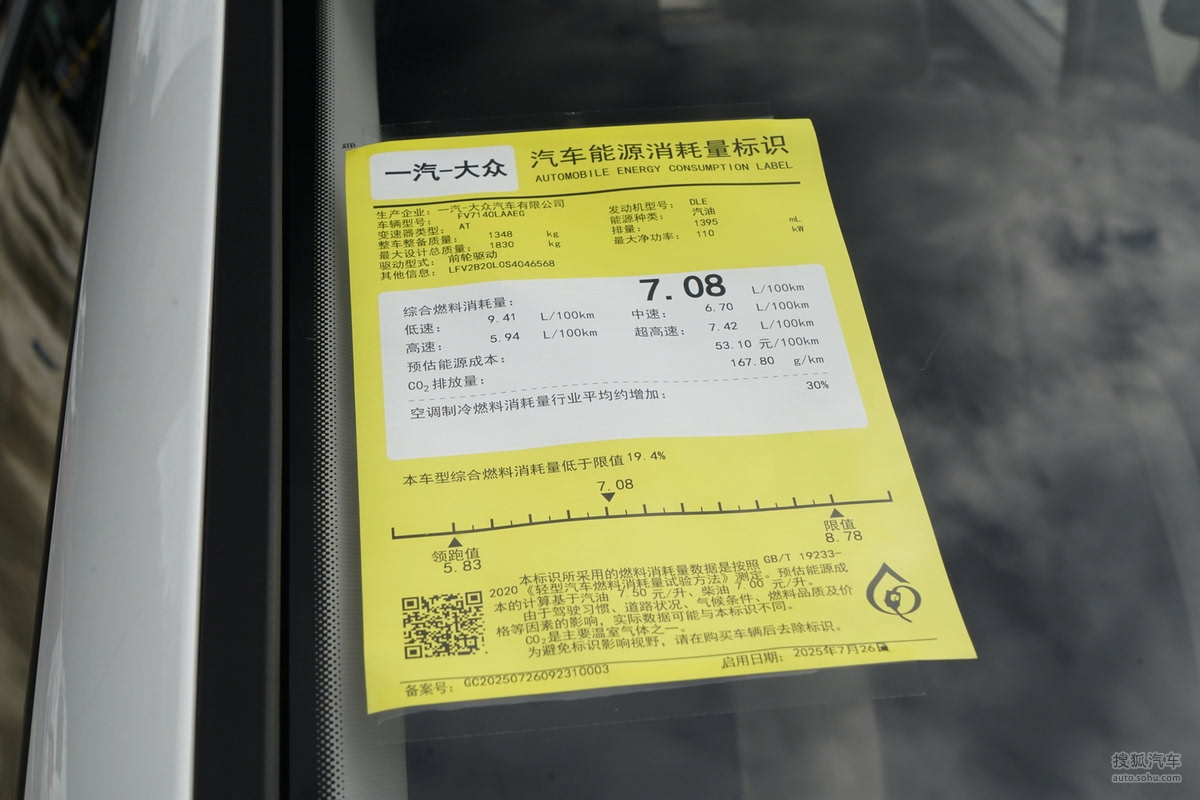 一汽-大众
汽车能源消耗量标识
AUTOMOBILE ENERGY CONSUMPTION LABEL
生产企业: 一汽-大众汽车有限公司
车辆型号: FV7140LAAEG
变速器类型: AT
整车整备质量: 1348 kg
最大设计总质量: 1830 kg
驱动型式: 前轮驱动
其他信息: LFV2B20L0S4046568
发动机型号: DLE
能源种类: 汽油
排量: 1395 mL
最大净功率: 110 kW
综合燃料消耗量: 7.08 L/100km
低速: 9.41 L/100km 中速: 6.70 L/100km
高速: 5.94 L/100km 超高速: 7.42 L/100km
预估能源成本: 53.10 元/100km
CO2排放量: 167.80 g/km
空调制冷燃料消耗量行业平均约增加: 30%
本车型综合燃料消耗量低于限值19.4%
7.08
领跑值
5.83
限值
8.78
本标识所采用的燃料消耗量数据是按照 GB/T 19233-
2020《轻型汽车燃料消耗量试验方法》测定。预估能源成
本的计算基于汽油 7.50 元/升、柴油 7.00 元/升。
由于驾驶习惯、道路状况、气候条件、燃料品质及价
格等因素的影响，实际数据可能与本标识不同。
CO2是主要温室气体之一。
为避免标识影响视野，请在购买车辆后去除标识。
备案号: GC20250726092310003
启用日期: 2025年7月26日
搜狐汽车
auto.sohu.com